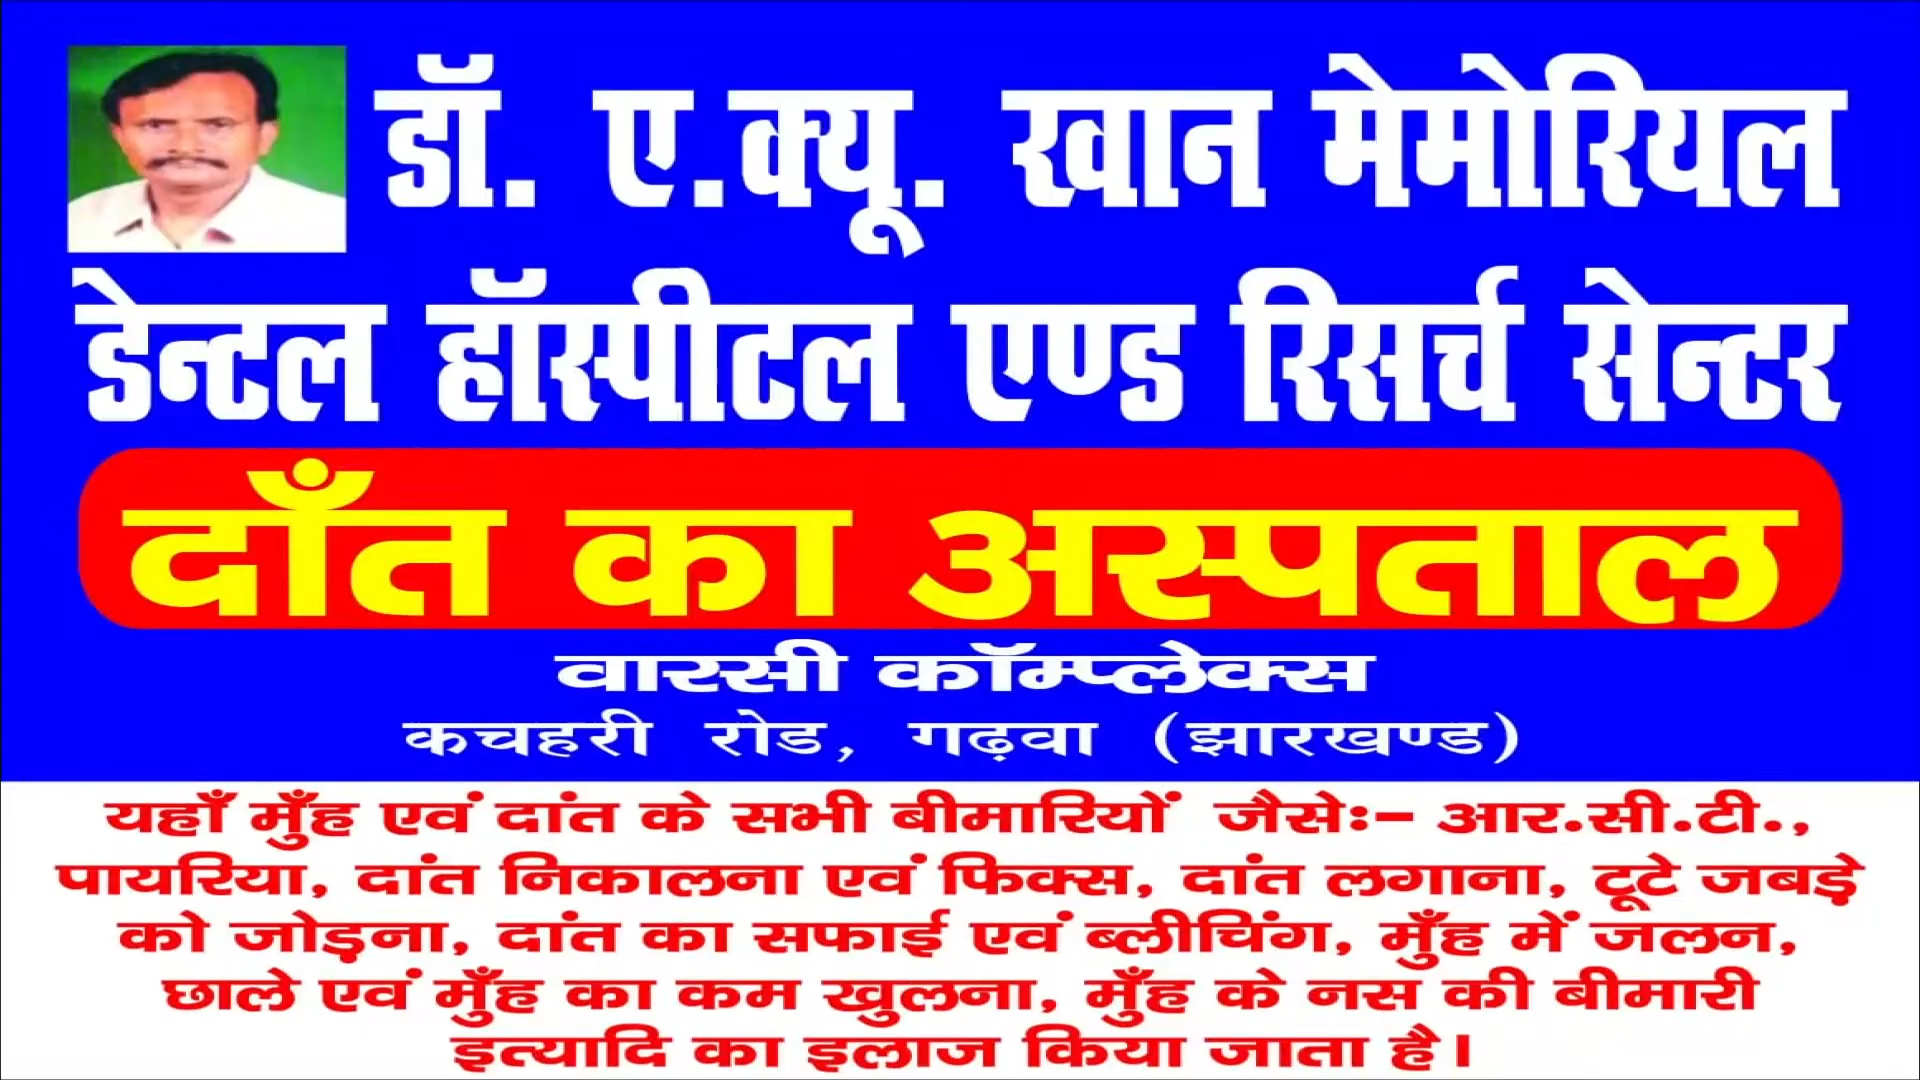 डॉ. ए.क्यू. खान मेमोरियल
डेन्टल हॉस्पीटल एण्ड रिसर्च सेन्टर
दाँत का अस्पताल
वारसी कॉम्प्लेक्स
कचहरी रोड, गढ़वा (झारखण्ड)
यहाँ मुँह एवं दांत के सभी बीमारियों जैसेः- आर.सी.टी.,
पायरिया, दांत निकालना एवं फिक्स, दांत लगाना, टूटे जबड़े
को जोड़ना, दांत का सफाई एवं ब्लीचिंग, मुँह में जलन,
छाले एवं मुँह का कम खुलना, मुँह के नस की बीमारी
इत्यादि का इलाज किया जाता है।